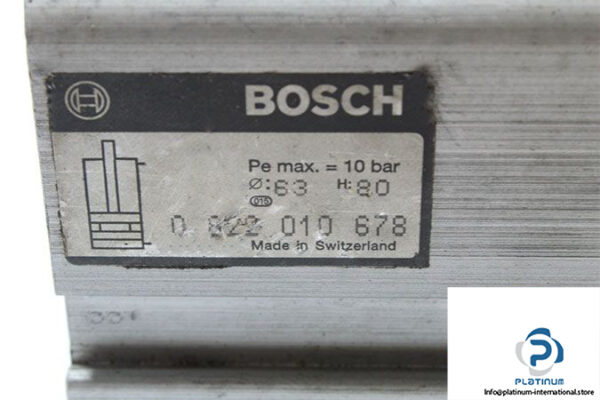 BOSCH
Pe max. = 10 bar
Ø:63 H:80
015
0 822 010 678
Made in Switzerland
PLATINUM
Info@platinum-international.store